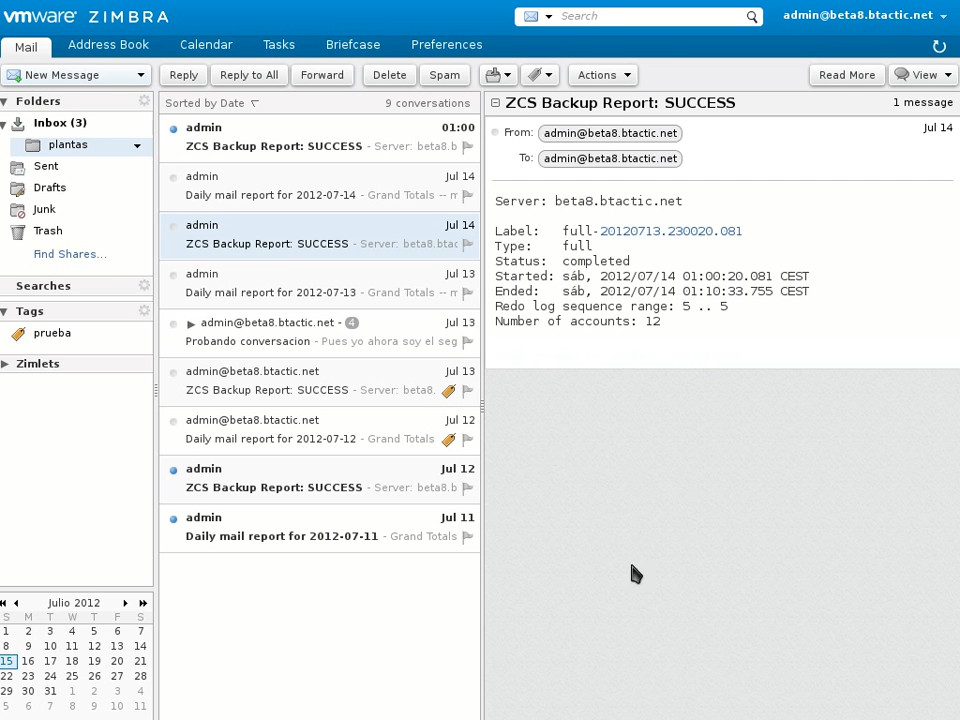 vmware ZIMBRA
Search
admin@beta8.btactic.net
Mail
Address Book
Calendar
Tasks
Briefcase
Preferences
New Message
Reply
Reply to All
Forward
Delete
Spam
Actions
Read More
View
Folders
Inbox (3)
plantas
Sent
Drafts
Junk
Trash
Find Shares...
Searches
Tags
prueba
Zimlets
Julio 2012
S M T W T F S
1 2 3 4 5 6 7
8 9 10 11 12 13 14
15 16 17 18 19 20 21
22 23 24 25 26 27 28
29 30 31 1 2 3 4
5 6 7 8 9 10 11
Sorted by Date 9 conversations
admin 01:00
ZCS Backup Report: SUCCESS - Server: beta8.b
admin Jul 14
Daily mail report for 2012-07-14 - Grand Totals -- m
admin Jul 14
ZCS Backup Report: SUCCESS - Server: beta8.btac
admin Jul 13
Daily mail report for 2012-07-13 - Grand Totals -- m
admin@beta8.btactic.net - 4 Jul 13
Probando conversacion - Pues yo ahora soy el seg
admin@beta8.btactic.net Jul 13
ZCS Backup Report: SUCCESS - Server: beta8.
admin@beta8.btactic.net Jul 12
Daily mail report for 2012-07-12 - Grand Totals
admin Jul 12
ZCS Backup Report: SUCCESS - Server: beta8.b
admin Jul 11
Daily mail report for 2012-07-11 - Grand Totals
ZCS Backup Report: SUCCESS 1 message
From: admin@beta8.btactic.net Jul 14
To: admin@beta8.btactic.net
Server: beta8.btactic.net
Label: full-20120713.230020.081
Type: full
Status: completed
Started: sáb, 2012/07/14 01:00:20.081 CEST
Ended: sáb, 2012/07/14 01:10:33.755 CEST
Redo log sequence range: 5 .. 5
Number of accounts: 12